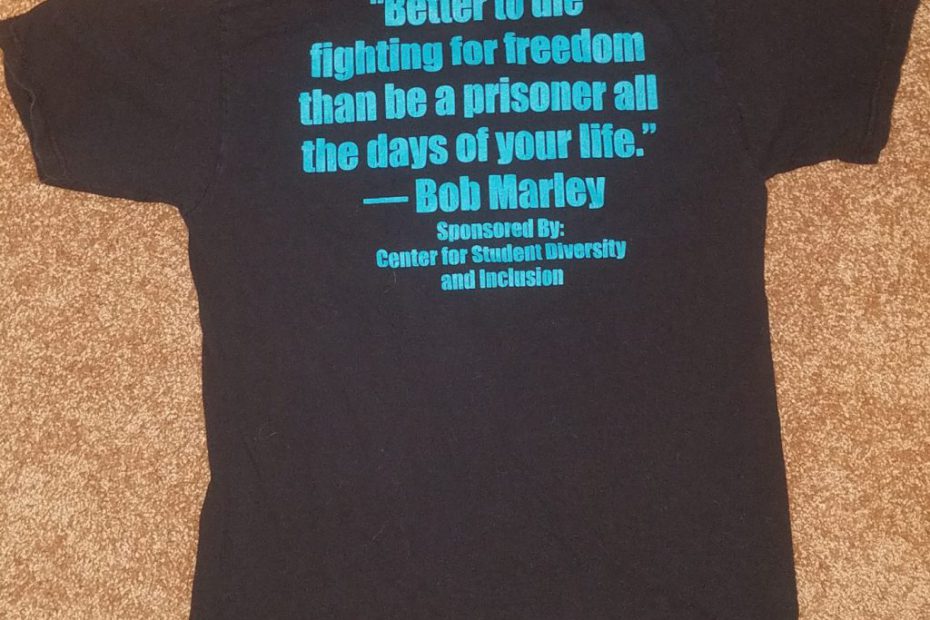 "Better to die
fighting for freedom
than be a prisoner all
the days of your life."
— Bob Marley
Sponsored By:
Center for Student Diversity
and Inclusion